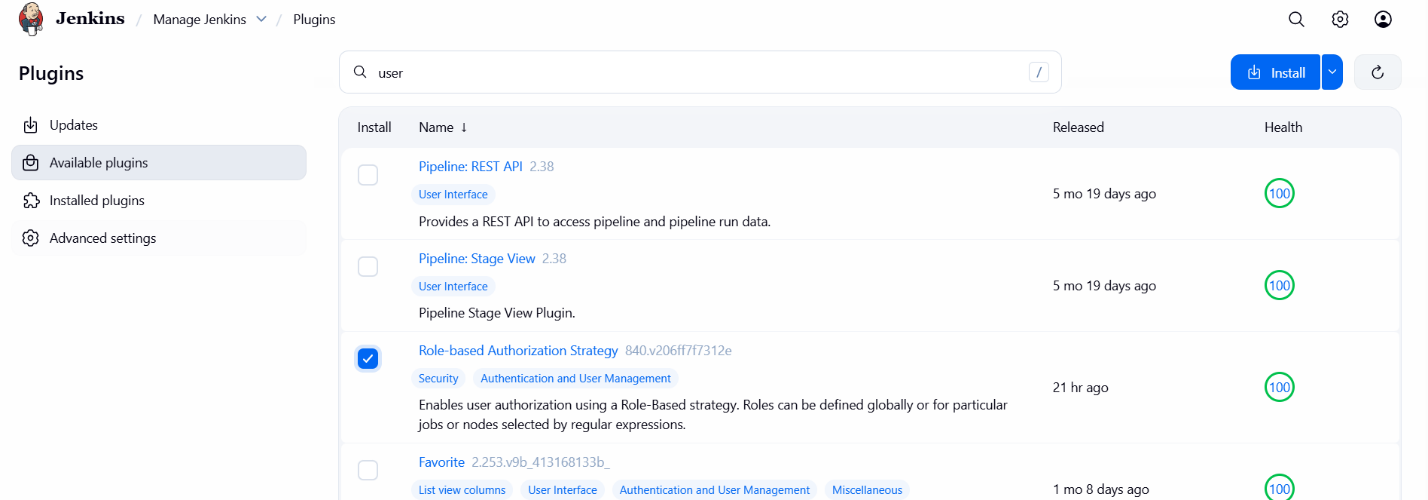 Jenkins / Manage Jenkins / Plugins
Plugins
user /
Install
Updates
Available plugins
Installed plugins
Advanced settings
Install Name ↓ Released Health
Pipeline: REST API 2.38
User Interface
Provides a REST API to access pipeline and pipeline run data.
5 mo 19 days ago
100
Pipeline: Stage View 2.38
User Interface
Pipeline Stage View Plugin.
5 mo 19 days ago
100
Role-based Authorization Strategy 840.v206ff7f7312e
Security Authentication and User Management
Enables user authorization using a Role-Based strategy. Roles can be defined globally or for particular
jobs or nodes selected by regular expressions.
21 hr ago
100
Favorite 2.253.v9b_413168133b_
List view columns User Interface Authentication and User Management Miscellaneous
1 mo 8 days ago
100